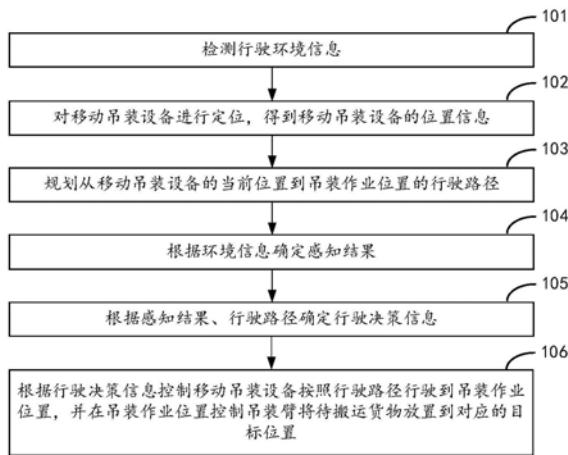 101
检测行驶环境信息
102
对移动吊装设备进行定位，得到移动吊装设备的位置信息
103
规划从移动吊装设备的当前位置到吊装作业位置的行驶路径
104
根据环境信息确定感知结果
105
根据感知结果、行驶路径确定行驶决策信息
106
根据行驶决策信息控制移动吊装设备按照行驶路径行驶到吊装作业
位置，并在吊装作业位置控制吊装臂将待搬运货物放置到对应的目
标位置